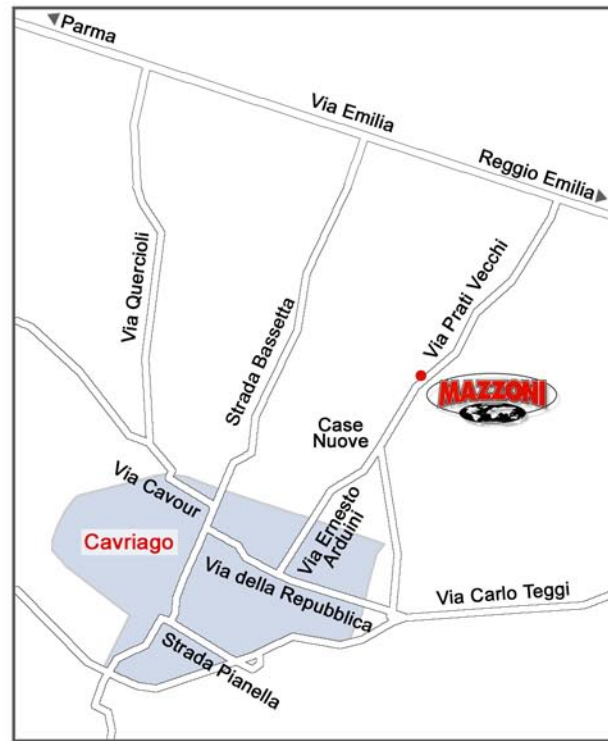 Parma
Via Emilia
Reggio Emilia
Via Quercioli
Strada Bassetta
Via Prati Vecchi
MAZZONI
Case
Nuove
Via Cavour
Via Ernesto
Arduini
Cavriago
Via della Repubblica
Via Carlo Teggi
Strada Pianella